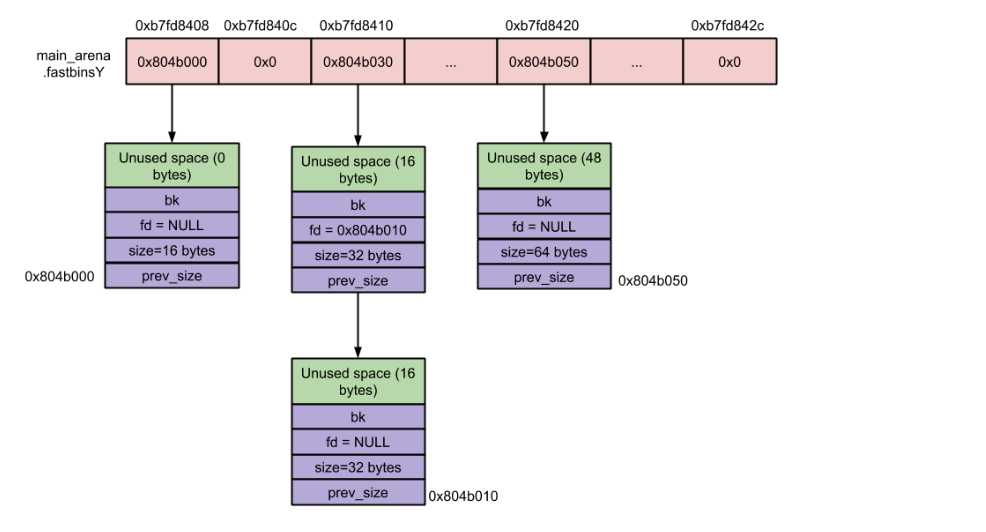 0xb7fd8408 0xb7fd840c 0xb7fd8410 0xb7fd8420 0xb7fd842c
main_arena
.fastbinsY
0x804b000 0x0 0x804b030 ... 0x804b050 ... 0x0
Unused space (0
bytes)
bk
fd = NULL
size=16 bytes
prev_size
0x804b000
Unused space (16
bytes)
bk
fd = 0x804b010
size=32 bytes
prev_size
Unused space (48
bytes)
bk
fd = NULL
size=64 bytes
prev_size
0x804b050
Unused space (16
bytes)
bk
fd = NULL
size=32 bytes
prev_size
0x804b010